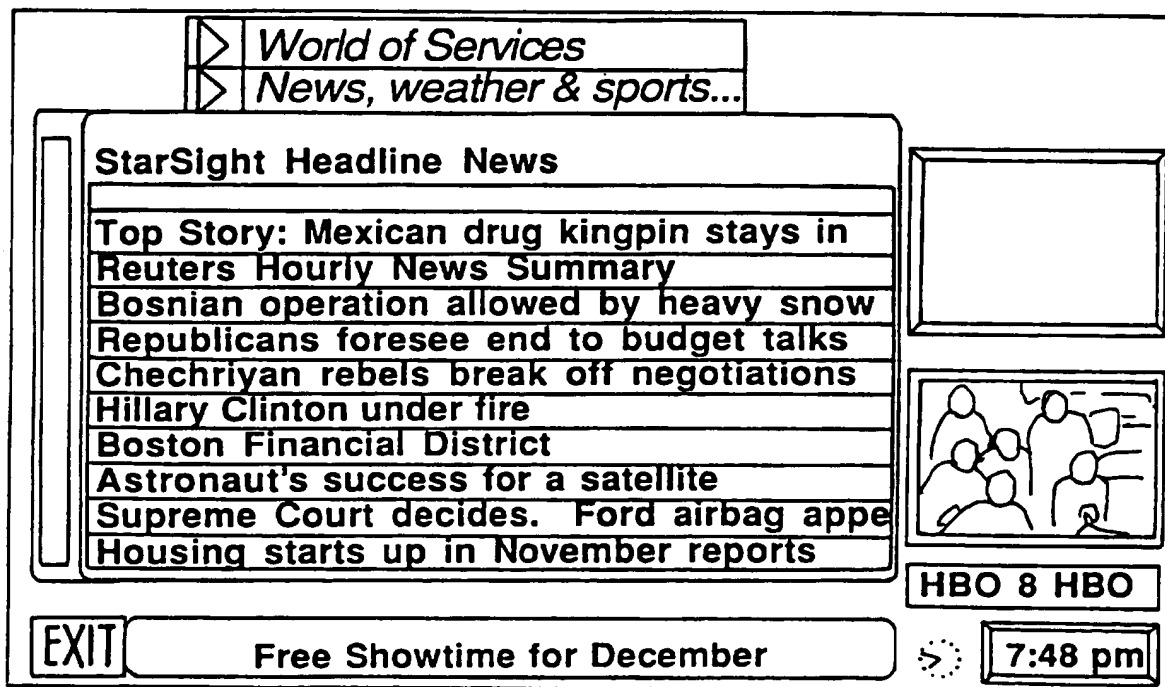 World of Services
News, weather & sports...
StarSight Headline News
Top Story: Mexican drug kingpin stays in
Reuters Hourly News Summary
Bosnian operation allowed by heavy snow
Republicans foresee end to budget talks
Chechriyan rebels break off negotiations
Hillary Clinton under fire
Boston Financial District
Astronaut's success for a satellite
Supreme Court decides. Ford airbag appe
Housing starts up in November reports
HBO 8 HBO
EXIT
Free Showtime for December
7:48 pm